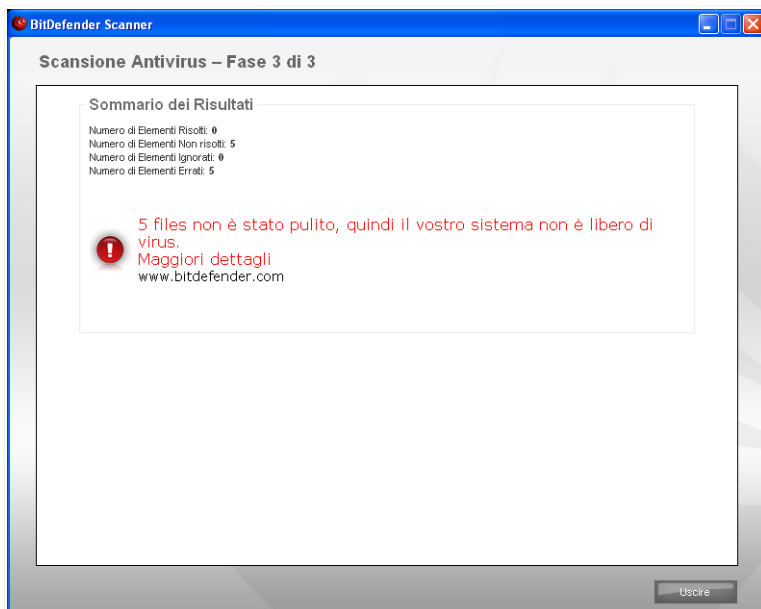 BitDefender Scanner
Scansione Antivirus – Fase 3 di 3
Sommario dei Risultati
Numero di Elementi Risolti: 0
Numero di Elementi Non risolti: 5
Numero di Elementi Ignorati: 0
Numero di Elementi Errati: 5
5 files non è stato pulito, quindi il vostro sistema non è libero di
virus.
Maggiori dettagli
www.bitdefender.com
Uscire